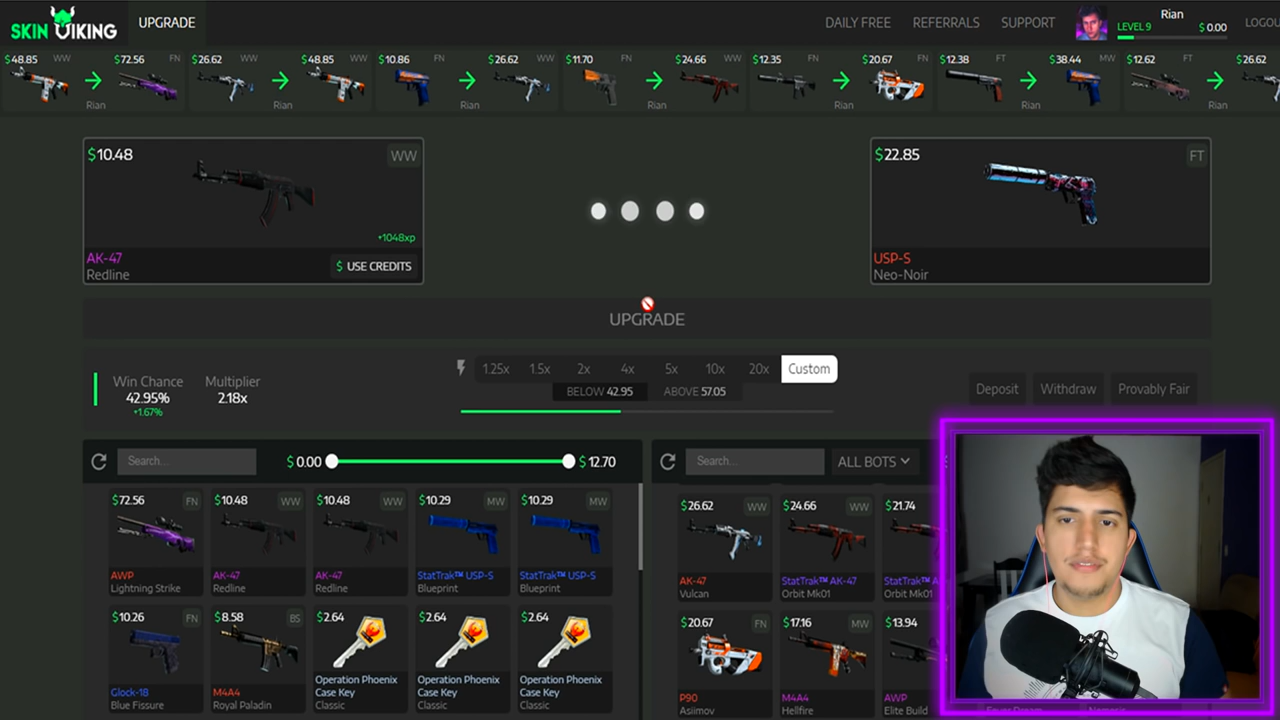 SKIN VIKING
UPGRADE
DAILY FREE
REFERRALS
SUPPORT
LEVEL 9
Rian
$ 0.00
LOGOU
$ 48.85 WW
$ 72.56 FN
Rian
$ 26.62 WW
$ 48.85 WW
Rian
$ 10.86 FN
$ 26.62 WW
Rian
$ 11.70 FN
$ 24.66 WW
Rian
$ 12.35 FN
$ 20.67 FN
Rian
$ 12.38 FT
$ 38.44 MW
Rian
$ 12.62 FT
$ 26.62
Rian
$ 10.48
WW
+1048xp
AK-47
Redline
$ USE CREDITS
$ 22.85
FT
USP-S
Neo-Noir
UPGRADE
Win Chance
42.95%
+1.67%
Multiplier
2.18x
1.25x 1.5x 2x 4x 5x 10x 20x Custom
BELOW 42.95 ABOVE 57.05
Deposit
Withdraw
Provably Fair
Search...
$ 0.00
$ 12.70
Search...
ALL BOTS
$72.56 FN
AWP
Lightning Strike
$10.48 WW
AK-47
Redline
$10.48 WW
AK-47
Redline
$10.29 MW
StatTrak™ USP-S
Blueprint
$10.29 MW
StatTrak™ USP-S
Blueprint
$10.26 FN
Glock-18
Blue Fissure
$8.58 BS
M4A4
Royal Paladin
$2.64
Operation Phoenix
Case Key
Classic
$2.64
Operation Phoenix
Case Key
Classic
$2.64
Operation Phoenix
Case Key
Classic
$26.62 WW
AK-47
Vulcan
$24.66 WW
StatTrak™ AK-47
Orbit Mk01
$21.74
StatTrak™ A
Orbit Mk01
$20.67 FN
P90
Asiimov
$17.16 MW
M4A4
Hellfire
$13.94
AWP
Elite Build